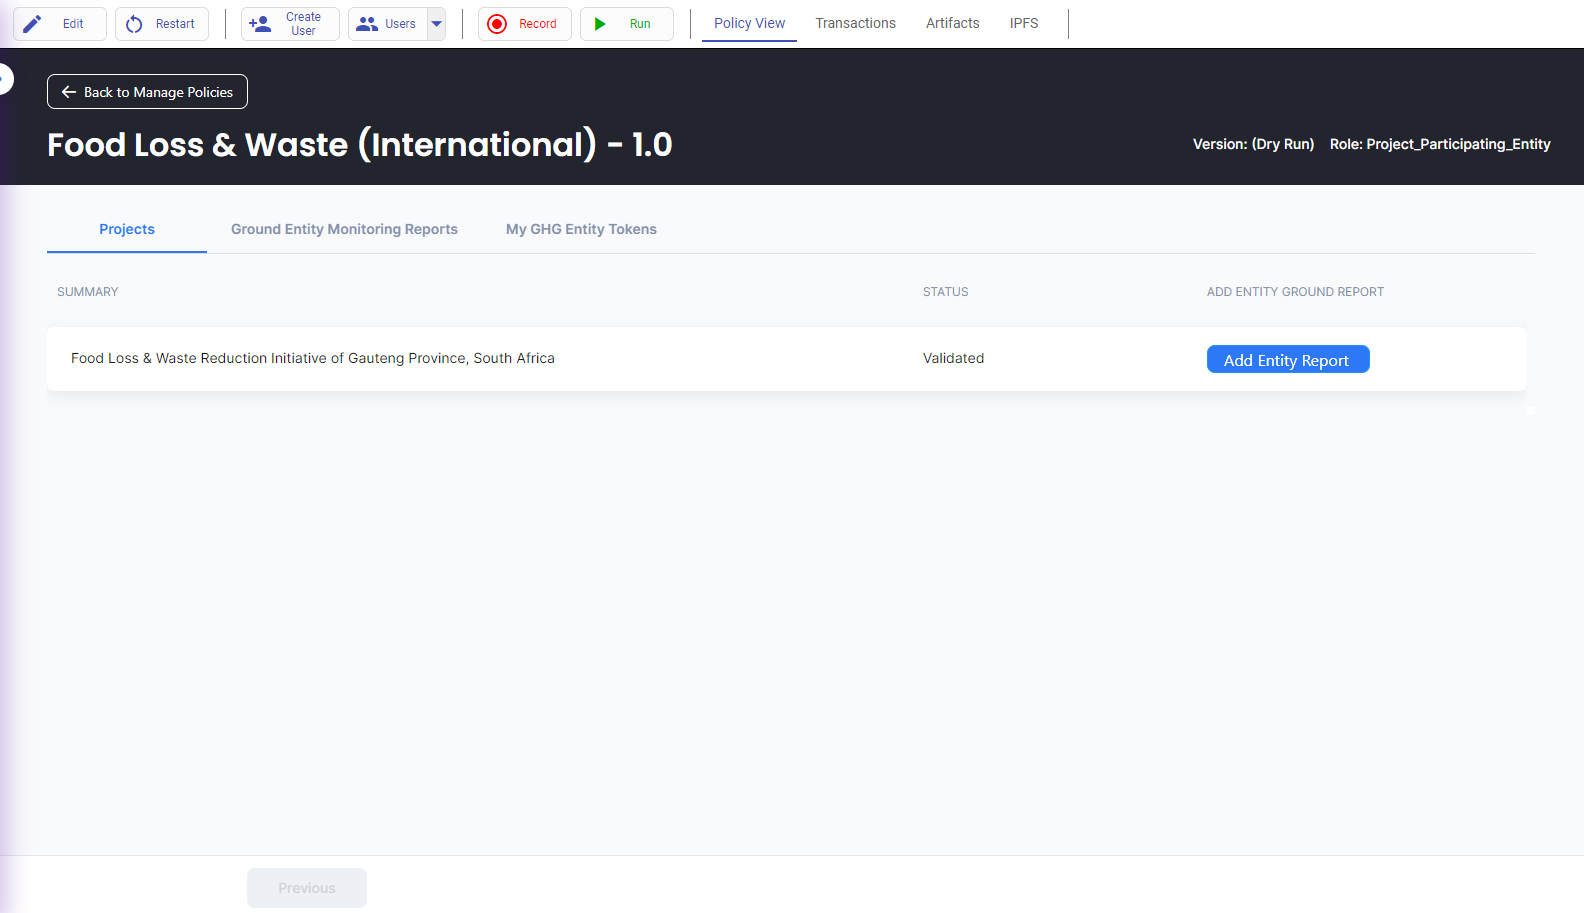 Edit
Restart
Create
User
Users
Record
Run
Policy View
Transactions
Artifacts
IPFS
Back to Manage Policies
Food Loss & Waste (International) - 1.0
Version: (Dry Run)
Role: Project_Participating_Entity
Projects
Ground Entity Monitoring Reports
My GHG Entity Tokens
SUMMARY
STATUS
ADD ENTITY GROUND REPORT
Food Loss & Waste Reduction Initiative of Gauteng Province, South Africa
Validated
Add Entity Report
Previous